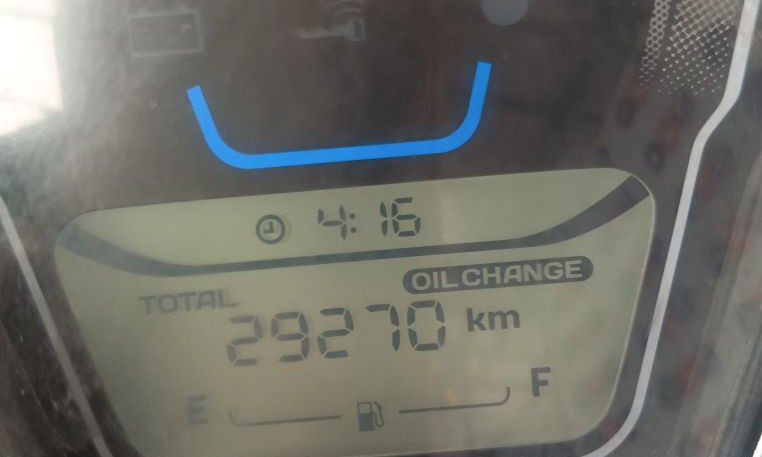 4:16
OIL CHANGE
TOTAL
29270 km
E F